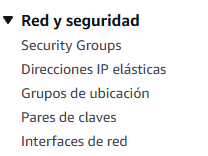 Red y seguridad
Security Groups
Direcciones IP elásticas
Grupos de ubicación
Pares de claves
Interfaces de red